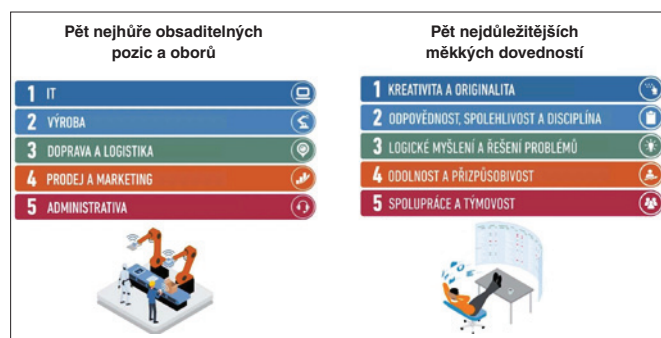 Pět nejhůře obsaditelných
pozic a oborů
1 IT
2 VÝROBA
3 DOPRAVA A LOGISTIKA
4 PRODEJ A MARKETING
5 ADMINISTRATIVA
Pět nejdůležitějších
měkkých dovedností
1 KREATIVITA A ORIGINALITA
2 ODPOVĚDNOST, SPOLEHLIVOST A DISCIPLÍNA
3 LOGICKÉ MYŠLENÍ A ŘEŠENÍ PROBLÉMŮ
4 ODOLNOST A PŘIZPŮSOBIVOST
5 SPOLUPRÁCE A TÝMOVOST